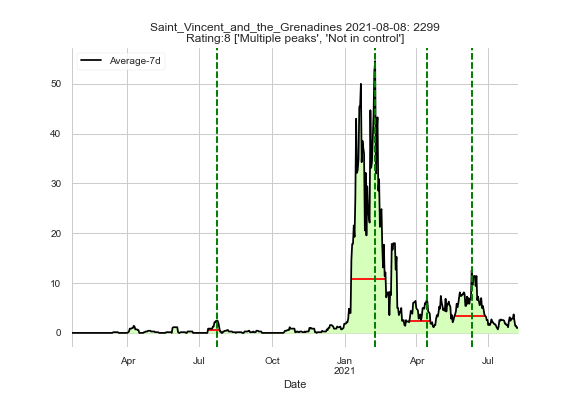 Saint_Vincent_and_the_Grenadines 2021-08-08: 2299
Rating:8 ['Multiple peaks', 'Not in control']
Average-7d
50
40
30
20
10
0
Apr Jul Oct Jan Apr Jul
2021
Date